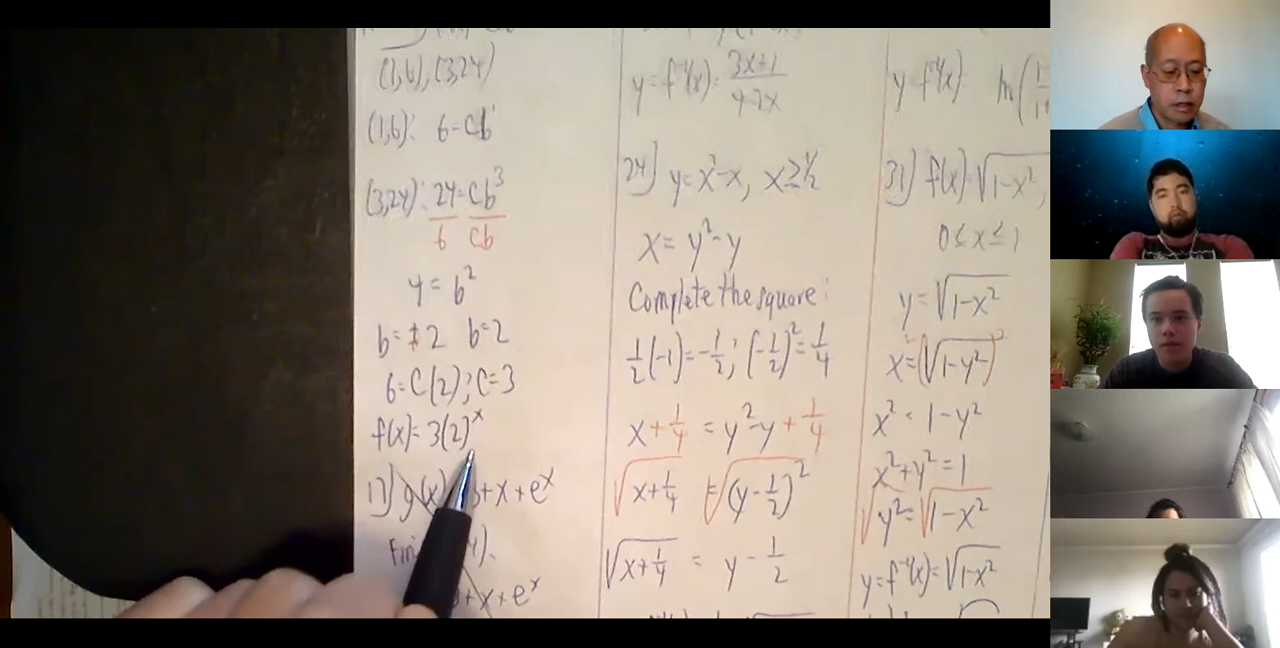 (1,6), (3,24)
(1,6): 6=cb'
(3,24): 24=cb³
6 cb
4 = b²
b=±2 b=2
6=C(2); C=3
f(x)=3(2)ˣ
17) g(x) +x+eˣ
+x+eˣ
y=f⁻¹(x)= 3x+1
4-2x
24) y=x²-x, x≥½
x=y²-y
Complete the square:
½(-1)=-½; (-½)²=¼
x+¼=y²-y+¼
√x+¼ = √(y-½)²
√x+¼ = y-½
y=f⁻¹(x)= ln(
31) f(x)=√1-x²,
0≤x≤1
y=√1-x²
x²=(√1-y²)²
x²=1-y²
x²+y²=1
√y²=√1-x²
y=f⁻¹(x)=√1-x²